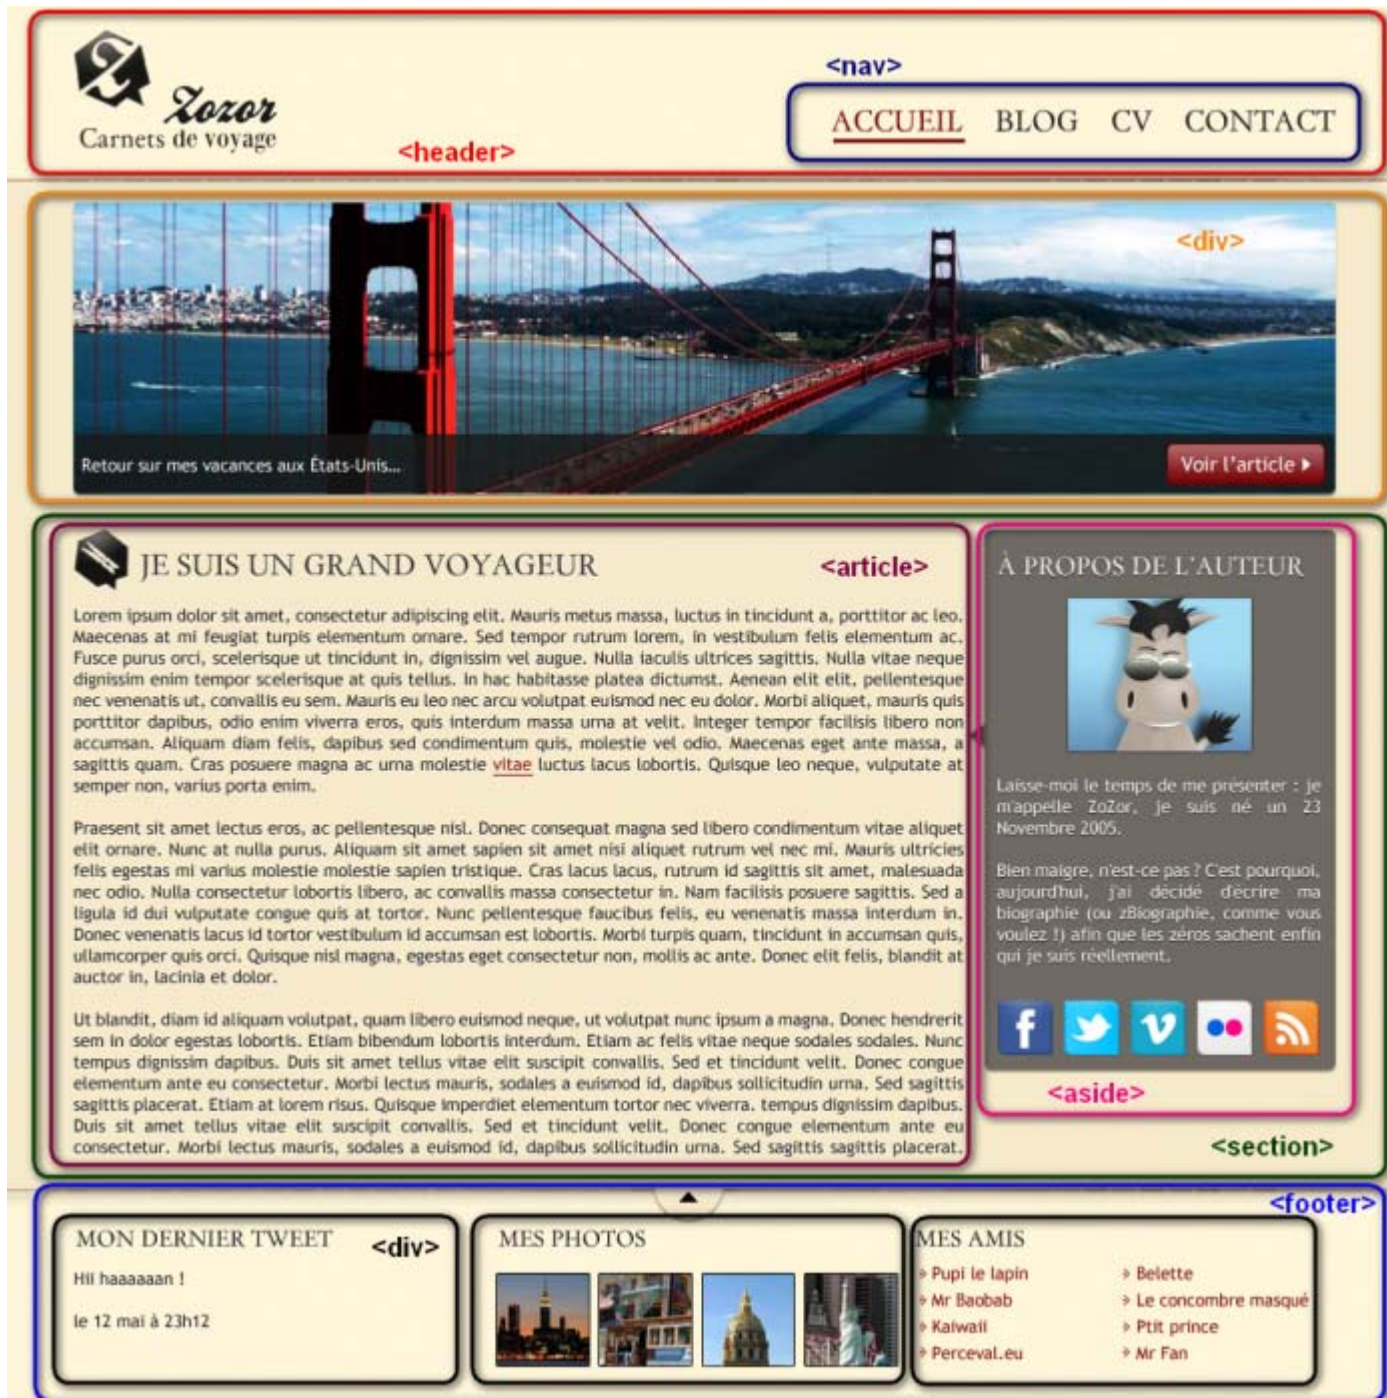 Zozor
Carnets de voyage
<header>
<nav>
ACCUEIL BLOG CV CONTACT
<div>
Retour sur mes vacances aux États-Unis...
Voir l'article
JE SUIS UN GRAND VOYAGEUR
<article>
Lorem ipsum dolor sit amet, consectetur adipiscing elit. Mauris metus massa, luctus in tincidunt a, porttitor ac leo.
Maecenas at mi feugiat turpis elementum ornare. Sed tempor rutrum lorem, in vestibulum felis elementum ac.
Fusce purus orci, scelerisque ut tincidunt in, dignissim vel augue. Nulla iaculis ultrices sagittis. Nulla vitae neque
dignissim enim tempor scelerisque at quis tellus. In hac habitasse platea dictumst. Aenean elit elit, pellentesque
nec venenatis ut, convallis eu sem. Mauris eu leo nec arcu volutpat euismod nec eu dolor. Morbi aliquet, mauris quis
porttitor dapibus, odio enim viverra eros, quis interdum massa urna at velit. Integer tempor facilisis libero non
accumsan. Aliquam diam felis, dapibus sed condimentum quis, molestie vel odio. Maecenas eget ante massa, a
sagittis quam. Cras posuere magna ac urna molestie vitae luctus lacus lobortis. Quisque leo neque, vulputate at
semper non, varius porta enim.
Praesent sit amet lectus eros, ac pellentesque nisl. Donec consequat magna sed libero condimentum vitae aliquet
elit ornare. Nunc at nulla purus. Aliquam sit amet sapien sit amet nisi aliquet rutrum vel nec mi. Mauris ultricies
felis egestas mi varius molestie molestie sapien tristique. Cras lacus lacus, rutrum id sagittis sit amet, malesuada
nec odio. Nulla consectetur lobortis libero, ac convallis massa consectetur in. Nam facilisis posuere sagittis. Sed a
ligula id dui vulputate congue quis at tortor. Nunc pellentesque faucibus felis, eu venenatis massa interdum in.
Donec venenatis lacus id tortor vestibulum id accumsan est lobortis. Morbi turpis quam, tincidunt in accumsan quis,
ullamcorper quis orci. Quisque nisl magna, egestas eget consectetur non, mollis ac ante. Donec elit felis, blandit at
auctor in, lacinia et dolor.
Ut blandit, diam id aliquam volutpat, quam libero euismod neque, ut volutpat nunc ipsum a magna. Donec hendrerit
sem in dolor egestas lobortis. Etiam bibendum lobortis interdum. Etiam ac felis vitae neque sodales sodales. Nunc
tempus dignissim dapibus. Duis sit amet tellus vitae elit suscipit convallis. Sed et tincidunt velit. Donec congue
elementum ante eu consectetur. Morbi lectus mauris, sodales a euismod id, dapibus sollicitudin urna. Sed sagittis
sagittis placerat. Etiam at lorem risus. Quisque imperdiet elementum tortor nec viverra. tempus dignissim dapibus.
Duis sit amet tellus vitae elit suscipit convallis. Sed et tincidunt velit. Donec congue elementum ante eu
consectetur. Morbi lectus mauris, sodales a euismod id, dapibus sollicitudin urna. Sed sagittis sagittis placerat.
À PROPOS DE L'AUTEUR
Laisse-moi le temps de me présenter : je
m'appelle ZoZor, je suis né un 23
Novembre 2005.
Bien maigre, n'est-ce pas ? C'est pourquoi,
aujourd'hui, j'ai décidé d'écrire ma
biographie (ou zBiographie, comme vous
voulez !) afin que les zéros sachent enfin
qui je suis réellement.
<aside>
<section>
<footer>
MON DERNIER TWEET
<div>
Hii haaaaaan !
le 12 mai à 23h12
MES PHOTOS
MES AMIS
Pupi le lapin
Mr Baobab
Kaiwaii
Perceval.eu
Belette
Le concombre masqué
Ptit prince
Mr Fan